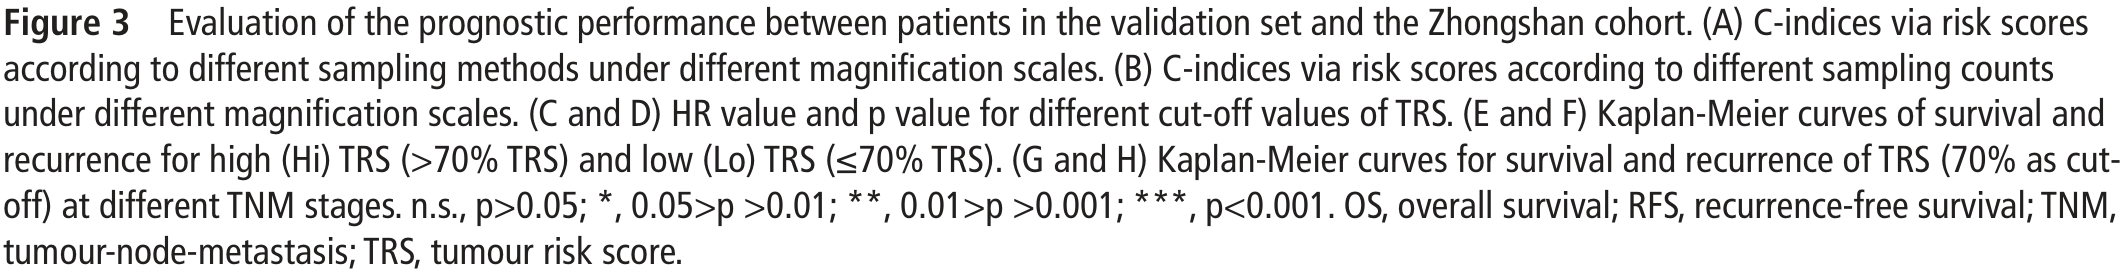 Figure 3 Evaluation of the prognostic performance between patients in the validation set and the Zhongshan cohort. (A) C-indices via risk scores
according to different sampling methods under different magnification scales. (B) C-indices via risk scores according to different sampling counts
under different magnification scales. (C and D) HR value and p value for different cut-off values of TRS. (E and F) Kaplan-Meier curves of survival and
recurrence for high (Hi) TRS (>70% TRS) and low (Lo) TRS (≤70% TRS). (G and H) Kaplan-Meier curves for survival and recurrence of TRS (70% as cut-
off) at different TNM stages. n.s., p>0.05; *, 0.05>p >0.01; **, 0.01>p >0.001; ***, p<0.001. OS, overall survival; RFS, recurrence-free survival; TNM,
tumour-node-metastasis; TRS, tumour risk score.